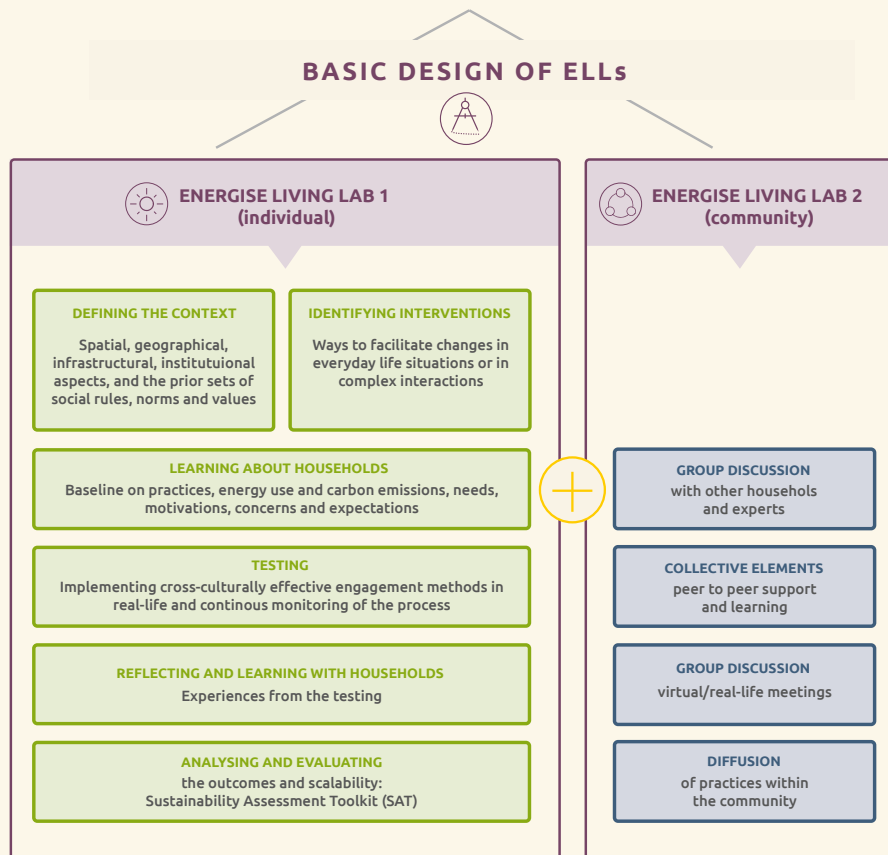 BASIC DESIGN OF ELLs
ENERGISE LIVING LAB 1
(individual)
DEFINING THE CONTEXT
Spatial, geographical,
infrastructural, institutuional
aspects, and the prior sets of
social rules, norms and values
IDENTIFYING INTERVENTIONS
Ways to facilitate changes in
everyday life situations or in
complex interactions
LEARNING ABOUT HOUSEHOLDS
Baseline on practices, energy use and carbon emissions, needs,
motivations, concerns and expectations
TESTING
Implementing cross-culturally effective engagement methods in
real-life and continous monitoring of the process
REFLECTING AND LEARNING WITH HOUSEHOLDS
Experiences from the testing
ANALYSING AND EVALUATING
the outcomes and scalability:
Sustainability Assessment Toolkit (SAT)
ENERGISE LIVING LAB 2
(community)
GROUP DISCUSSION
with other househols
and experts
COLLECTIVE ELEMENTS
peer to peer support
and learning
GROUP DISCUSSION
virtual/real-life meetings
DIFFUSION
of practices within
the community